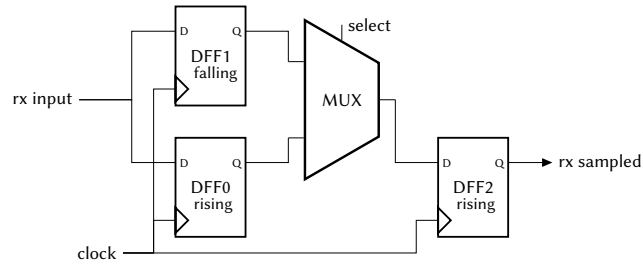 select
D Q
DFF1
falling
rx input
MUX
D Q
DFF0
rising
D Q
DFF2
rising
rx sampled
clock